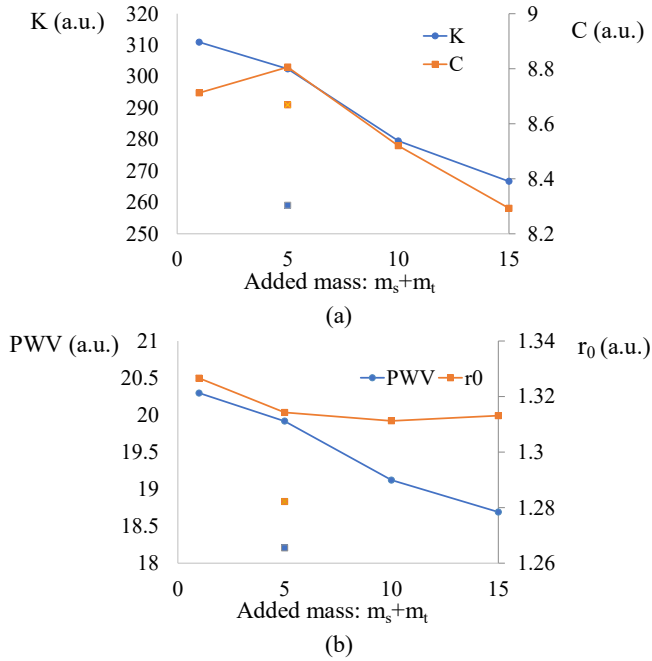 K (a.u.)
C (a.u.)
320
310
300
290
280
270
260
250
9
8.8
8.6
8.4
8.2
K
C
0
5
10
15
Added mass: mₛ+mₜ
(a)
PWV (a.u.)
r₀ (a.u.)
21
20.5
20
19.5
19
18.5
18
1.34
1.32
1.3
1.28
1.26
PWV
r0
0
5
10
15
Added mass: mₛ+mₜ
(b)